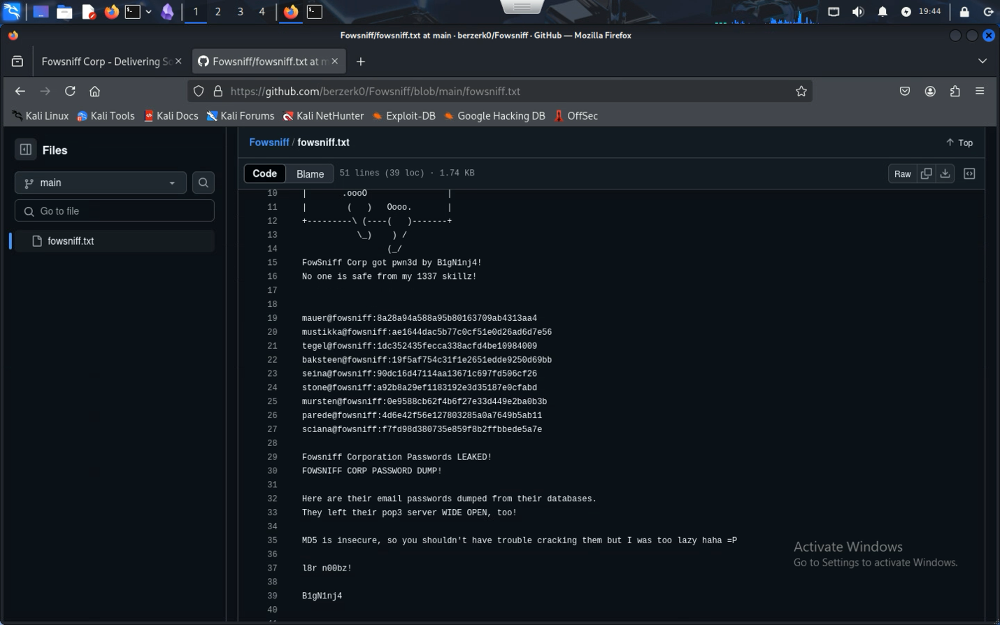 1 2 3 4 19:44
Fowsniff/fowsniff.txt at main · berzerk0/Fowsniff · GitHub — Mozilla Firefox
Fowsniff Corp - Delivering So
Fowsniff/fowsniff.txt at m
https://github.com/berzerk0/Fowsniff/blob/main/fowsniff.txt
Kali Linux Kali Tools Kali Docs Kali Forums Kali NetHunter Exploit-DB Google Hacking DB OffSec
Files
main
Go to file
fowsniff.txt
Fowsniff / fowsniff.txt Top
Code Blame 51 lines (39 loc) · 1.74 KB Raw
10 |       .oooO                |
11 |        (   )   Oooo.       |
12 +---------\ (----(   )-------+
13            \_)    ) /
14                  (_/
15 FowSniff Corp got pwn3d by B1gN1nj4!
16 No one is safe from my 1337 skillz!
17
18
19 mauer@fowsniff:8a28a94a588a95b80163709ab4313aa4
20 mustikka@fowsniff:ae1644dac5b77c0cf51e0d26ad6d7e56
21 tegel@fowsniff:1dc352435fecca338acfd4be10984009
22 baksteen@fowsniff:19f5af754c31f1e2651edde9250d69bb
23 seina@fowsniff:90dc16d47114aa13671c697fd506cf26
24 stone@fowsniff:a92b8a29ef1183192e3d35187e0cfabd
25 mursten@fowsniff:0e9588cb62f4b6f27e33d449e2ba0b3b
26 parede@fowsniff:4d6e42f56e127803285a0a7649b5ab11
27 sciana@fowsniff:f7fd98d380735e859f8b2ffbbede5a7e
28
29 Fowsniff Corporation Passwords LEAKED!
30 FOWSNIFF CORP PASSWORD DUMP!
31
32 Here are their email passwords dumped from their databases.
33 They left their pop3 server WIDE OPEN, too!
34
35 MD5 is insecure, so you shouldn't have trouble cracking them but I was too lazy haha =P
36
37 l8r n00bz!
38
39 B1gN1nj4
40
Activate Windows
Go to Settings to activate Windows.